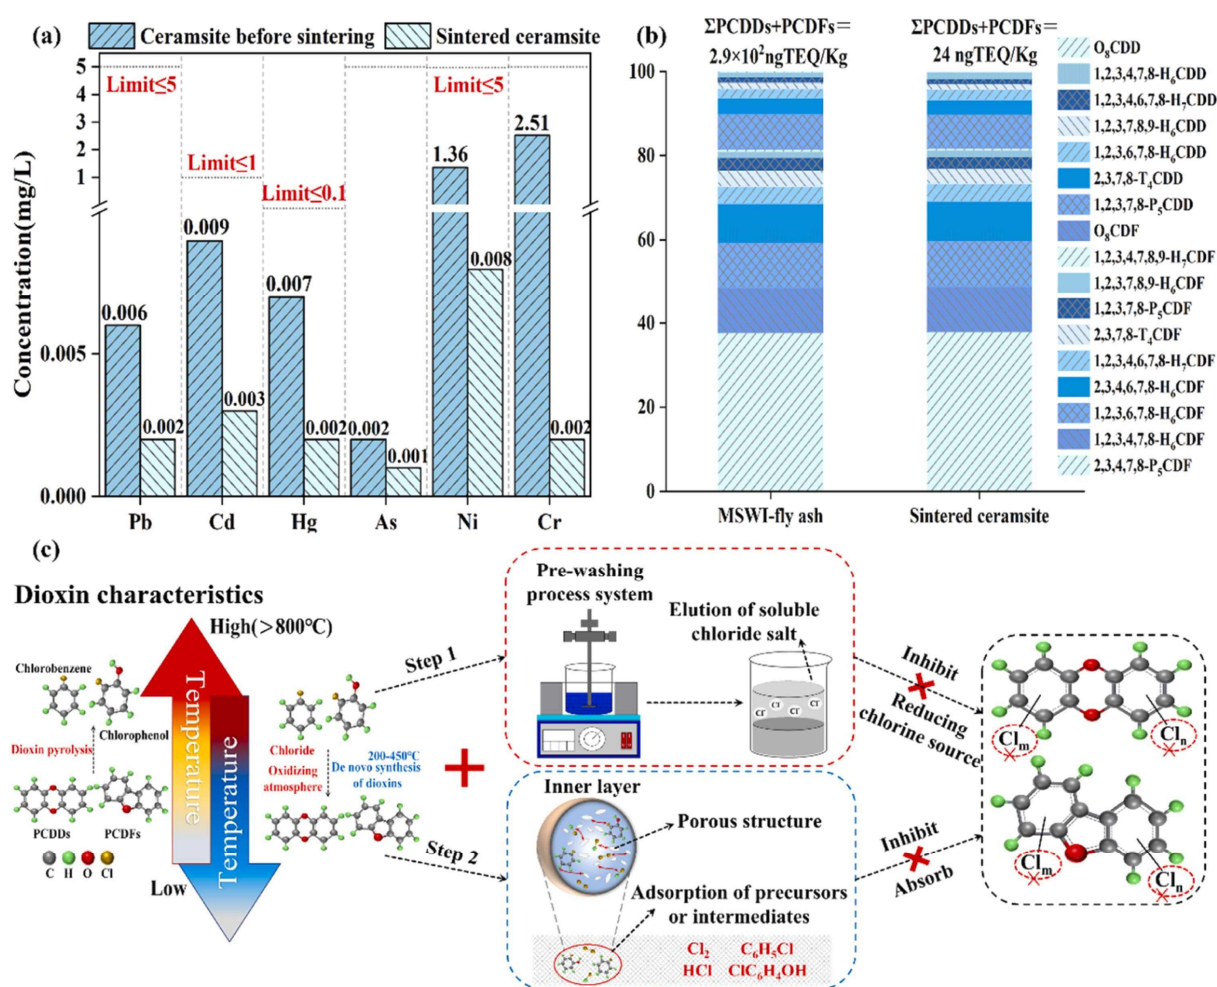 (a)
Ceramsite before sintering
Sintered ceramsite
Concentration(mg/L)
5
4
3
2
1
0.005
0.000
Limit≤5
Limit≤1
Limit≤0.1
Limit≤5
0.006
0.002
0.009
0.003
0.007
0.002
0.002
0.001
1.36
0.008
2.51
0.002
Pb
Cd
Hg
As
Ni
Cr
(b)
ΣPCDDs+PCDFs=
2.9×10²ngTEQ/Kg
ΣPCDDs+PCDFs=
24 ngTEQ/Kg
100
80
60
40
20
0
MSWI-fly ash
Sintered ceramsite
O₈CDD
1,2,3,4,7,8-H₆CDD
1,2,3,4,6,7,8-H₇CDD
1,2,3,7,8,9-H₆CDD
1,2,3,6,7,8-H₆CDD
2,3,7,8-T₄CDD
1,2,3,7,8-P₅CDD
O₈CDF
1,2,3,4,7,8,9-H₇CDF
1,2,3,7,8,9-H₆CDF
1,2,3,7,8-P₅CDF
2,3,7,8-T₄CDF
1,2,3,4,6,7,8-H₇CDF
2,3,4,6,7,8-H₆CDF
1,2,3,6,7,8-H₆CDF
1,2,3,4,7,8-H₆CDF
2,3,4,7,8-P₅CDF
(c)
Dioxin characteristics
High(>800℃)
Chlorobenzene
Chlorophenol
Dioxin pyrolysis
PCDDs
PCDFs
C
H
O
Cl
Temperature
Temperature
Low
Chloride
Oxidizing
atmosphere
200-450℃
De novo synthesis
of dioxins
Step 1
Step 2
Pre-washing
process system
Elution of soluble
chloride salt
Cl⁻
Cl⁻
Cl⁻
Cl⁻
Inner layer
Porous structure
Adsorption of precursors
or intermediates
Cl₂
C₆H₅Cl
HCl
ClC₆H₄OH
Inhibit
Reducing
chlorine source
Inhibit
Absorb
Clₘ
Clₙ
Clₘ
Clₙ